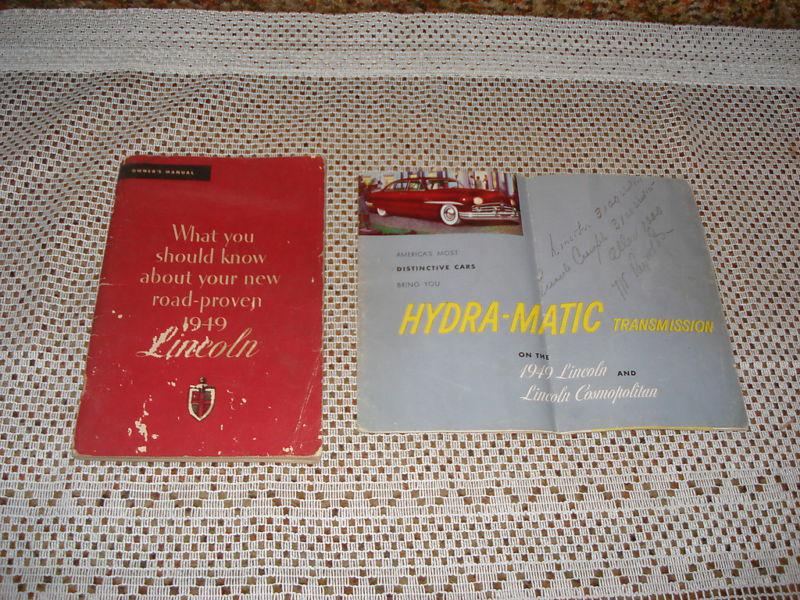 OWNER'S MANUAL
What you
should know
about your new
road-proven
1949
Lincoln
AMERICA'S MOST
DISTINCTIVE CARS
BRING YOU
HYDRA-MATIC TRANSMISSION
ON THE
1949 Lincoln AND
Lincoln Cosmopolitan
Lincoln